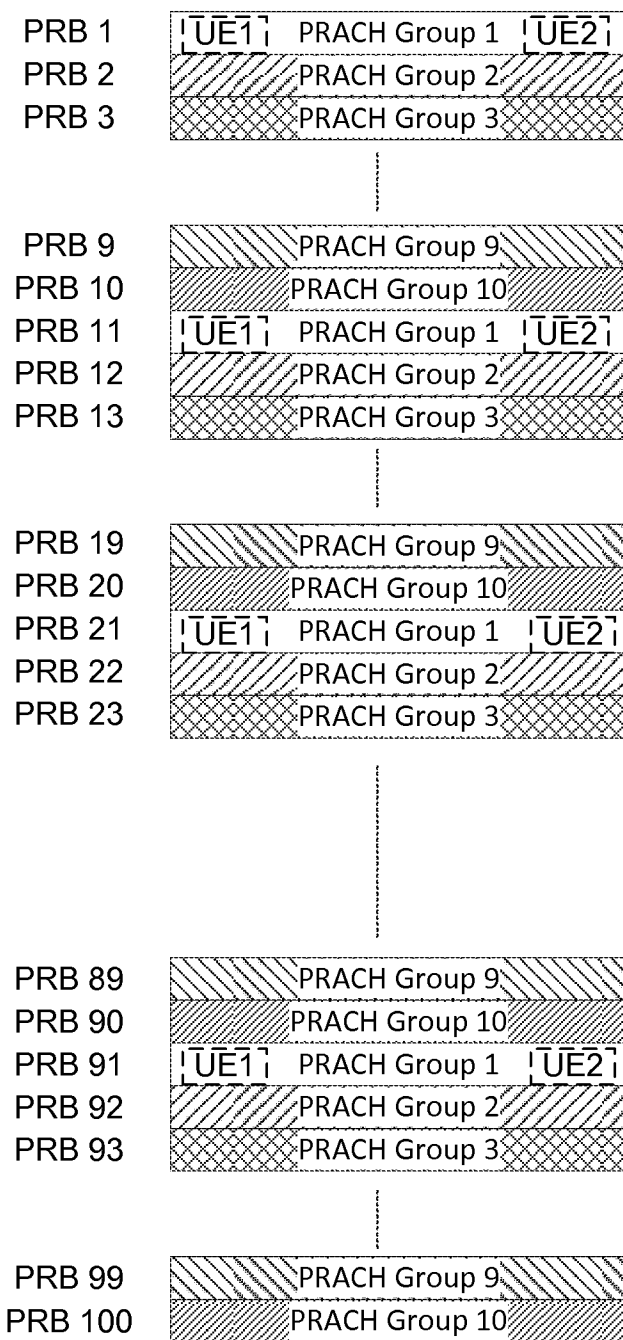 PRB 1 UE1 PRACH Group 1 UE2
PRB 2 PRACH Group 2
PRB 3 PRACH Group 3
PRB 9 PRACH Group 9
PRB 10 PRACH Group 10
PRB 11 UE1 PRACH Group 1 UE2
PRB 12 PRACH Group 2
PRB 13 PRACH Group 3
PRB 19 PRACH Group 9
PRB 20 PRACH Group 10
PRB 21 UE1 PRACH Group 1 UE2
PRB 22 PRACH Group 2
PRB 23 PRACH Group 3
PRB 89 PRACH Group 9
PRB 90 PRACH Group 10
PRB 91 UE1 PRACH Group 1 UE2
PRB 92 PRACH Group 2
PRB 93 PRACH Group 3
PRB 99 PRACH Group 9
PRB 100 PRACH Group 10